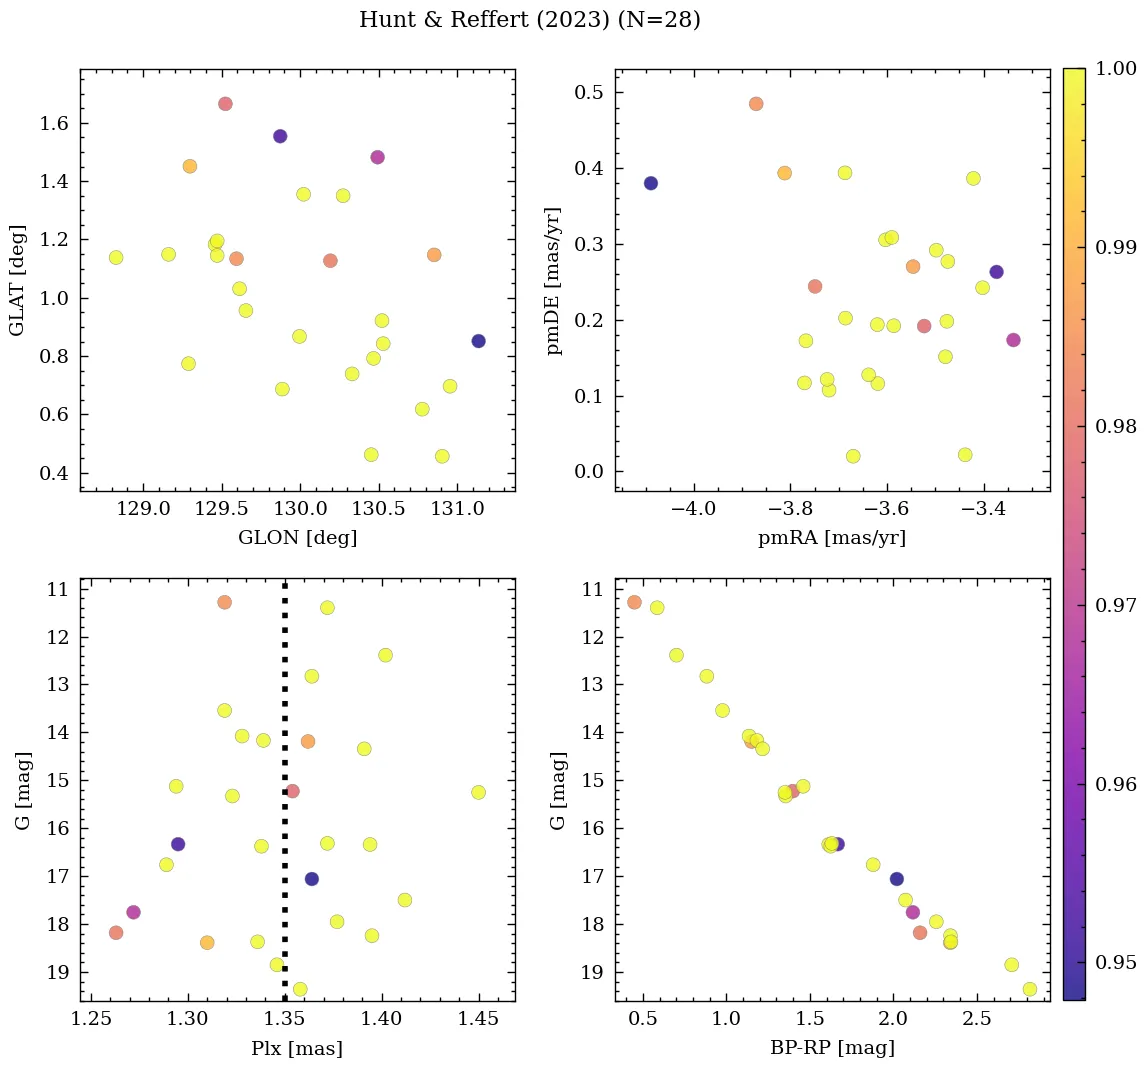 Hunt & Reffert (2023) (N=28)
1.6
1.4
1.2
1.0
0.8
0.6
0.4
GLAT [deg]
129.0 129.5 130.0 130.5 131.0
GLON [deg]
0.5
0.4
0.3
0.2
0.1
0.0
pmDE [mas/yr]
−4.0 −3.8 −3.6 −3.4
pmRA [mas/yr]
11
12
13
14
15
16
17
18
19
G [mag]
1.25 1.30 1.35 1.40 1.45
Plx [mas]
11
12
13
14
15
16
17
18
19
G [mag]
0.5 1.0 1.5 2.0 2.5
BP-RP [mag]
1.00
0.99
0.98
0.97
0.96
0.95